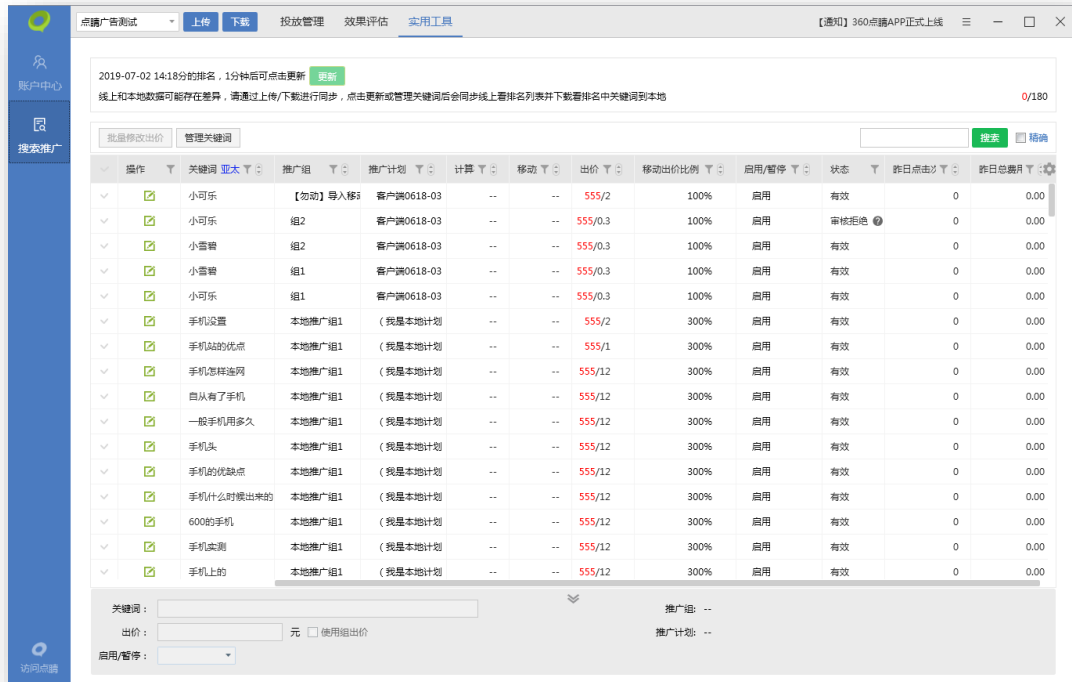 点睛广告测试 上传 下载 投放管理 效果评估 实用工具 【通知】360点睛APP正式上线
账户中心
搜索推广
2019-07-02 14:18分的排名，1分钟后可点击更新 更新
线上和本地数据可能存在差异，请通过上传/下载进行同步，点击更新或管理关键词后会同步线上看排名列表并下载看排名中关键词到本地 0/180
批量修改出价 管理关键词 搜索 精确
操作 关键词 亚太 推广组 推广计划 计算 移动 出价 移动出价比例 启用/暂停 状态 昨日点击次 昨日总费用
小可乐 【勿动】导入移动 客户端0618-03 -- -- 555/2 100% 启用 有效 0 0.00
小可乐 组2 客户端0618-03 -- -- 555/0.3 100% 启用 审核拒绝 0 0.00
小雪碧 组2 客户端0618-03 -- -- 555/0.3 100% 启用 有效 0 0.00
小雪碧 组1 客户端0618-03 -- -- 555/0.3 100% 启用 有效 0 0.00
小可乐 组1 客户端0618-03 -- -- 555/0.3 100% 启用 有效 0 0.00
手机没置 本地推广组1 （我是本地计划 -- -- 555/2 300% 启用 有效 0 0.00
手机站的优点 本地推广组1 （我是本地计划 -- -- 555/1 300% 启用 有效 0 0.00
手机怎样连网 本地推广组1 （我是本地计划 -- -- 555/12 300% 启用 有效 0 0.00
自从有了手机 本地推广组1 （我是本地计划 -- -- 555/12 300% 启用 有效 0 0.00
一般手机用多久 本地推广组1 （我是本地计划 -- -- 555/12 300% 启用 有效 0 0.00
手机头 本地推广组1 （我是本地计划 -- -- 555/12 300% 启用 有效 0 0.00
手机的优缺点 本地推广组1 （我是本地计划 -- -- 555/12 300% 启用 有效 0 0.00
手机什么时候出来的 本地推广组1 （我是本地计划 -- -- 555/12 300% 启用 有效 0 0.00
600的手机 本地推广组1 （我是本地计划 -- -- 555/12 300% 启用 有效 0 0.00
手机实测 本地推广组1 （我是本地计划 -- -- 555/12 300% 启用 有效 0 0.00
手机上的 本地推广组1 （我是本地计划 -- -- 555/12 300% 启用 有效 0 0.00
关键词： 推广组: --
出价： 元 使用组出价 推广计划: --
启用/暂停：
访问点睛